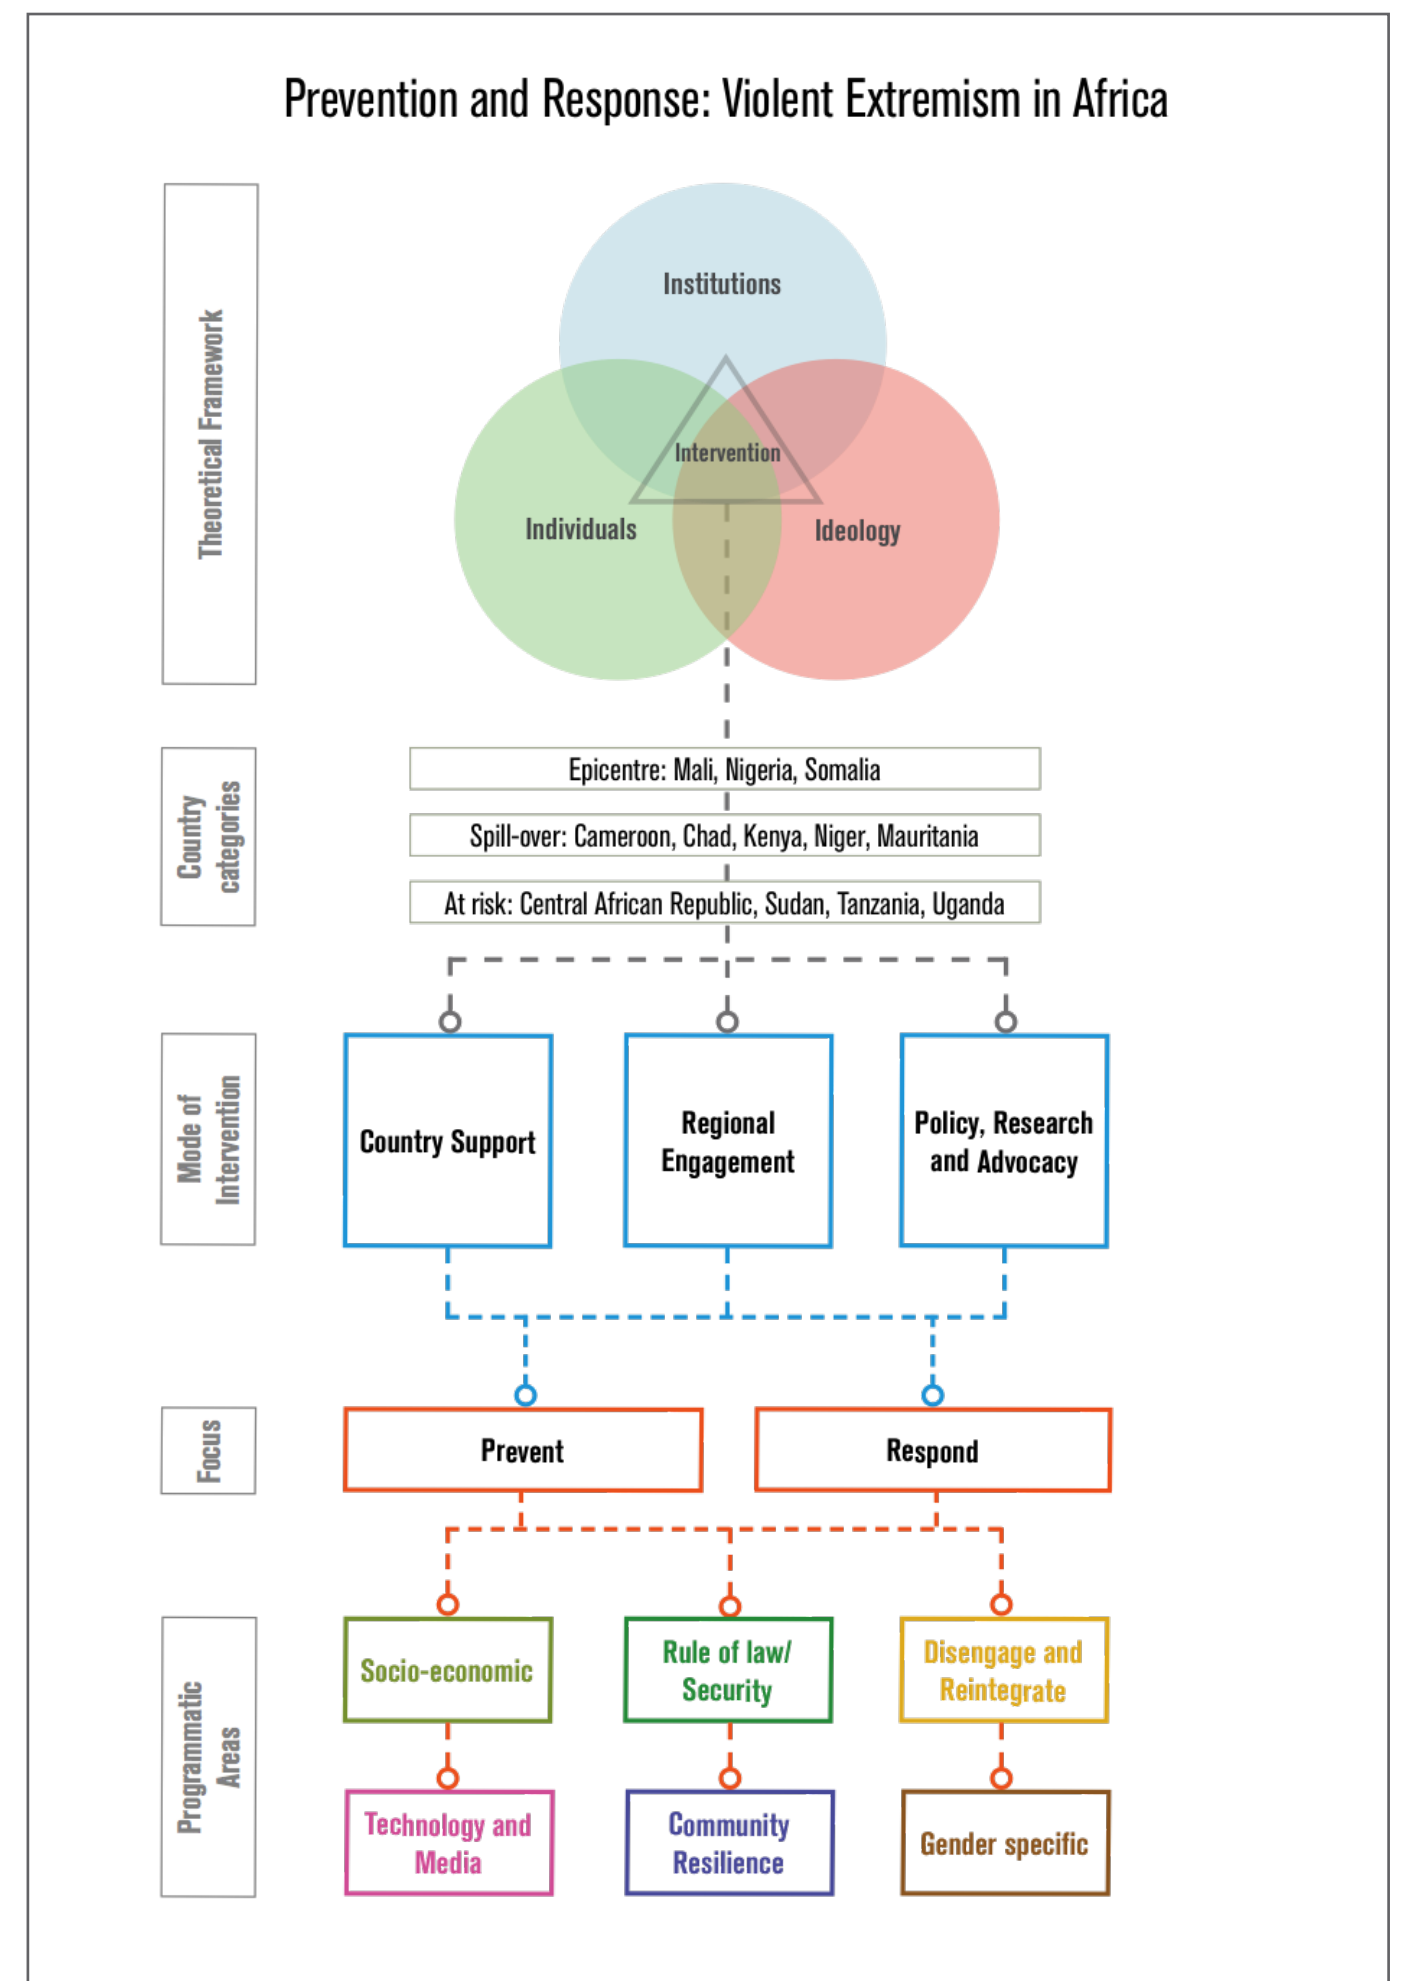 Prevention and Response: Violent Extremism in Africa
Theoretical Framework
Institutions
Intervention
Individuals
Ideology
Country
categories
Epicentre: Mali, Nigeria, Somalia
Spill-over: Cameroon, Chad, Kenya, Niger, Mauritania
At risk: Central African Republic, Sudan, Tanzania, Uganda
Mode of
Intervention
Country Support
Regional
Engagement
Policy, Research
and Advocacy
Focus
Prevent
Respond
Programmatic
Areas
Socio-economic
Rule of law/
Security
Disengage and
Reintegrate
Technology and
Media
Community
Resilience
Gender specific